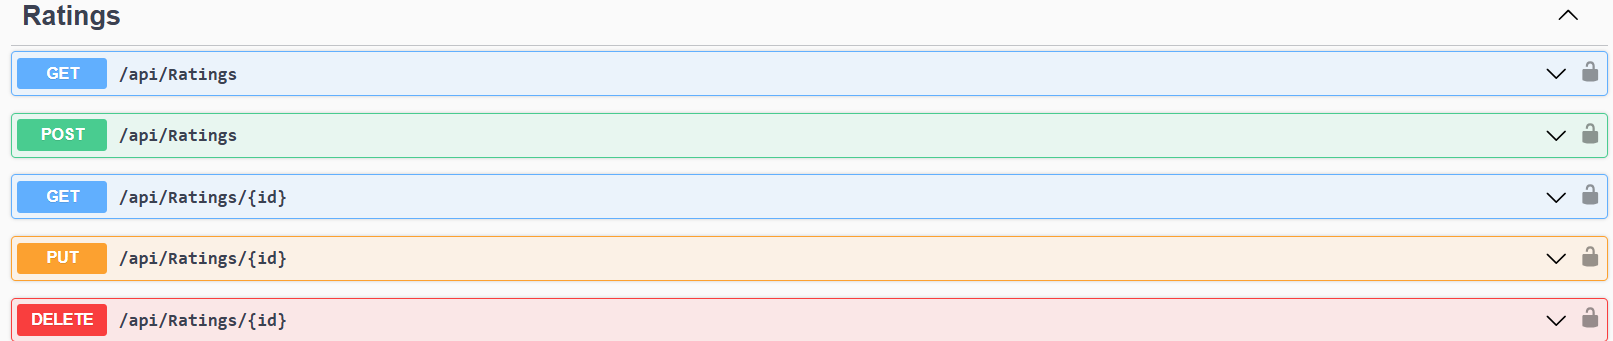 Ratings
GET /api/Ratings
POST /api/Ratings
GET /api/Ratings/{id}
PUT /api/Ratings/{id}
DELETE /api/Ratings/{id}